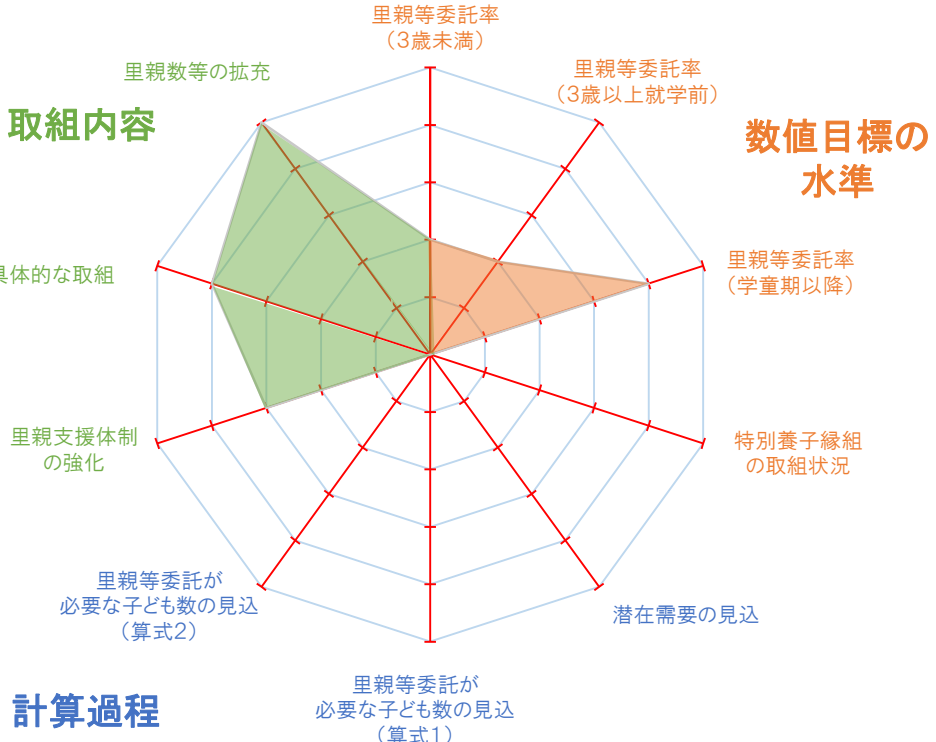 里親等委託率
（3歳未満）
里親数等の拡充
里親等委託率
（3歳以上就学前）
取組内容
数値目標の
水準
具体的な取組
里親等委託率
（学童期以降）
里親支援体制
の強化
特別養子縁組
の取組状況
里親等委託が
必要な子ども数の見込
（算式2）
潜在需要の見込
計算過程
里親等委託が
必要な子ども数の見込
（算式1）